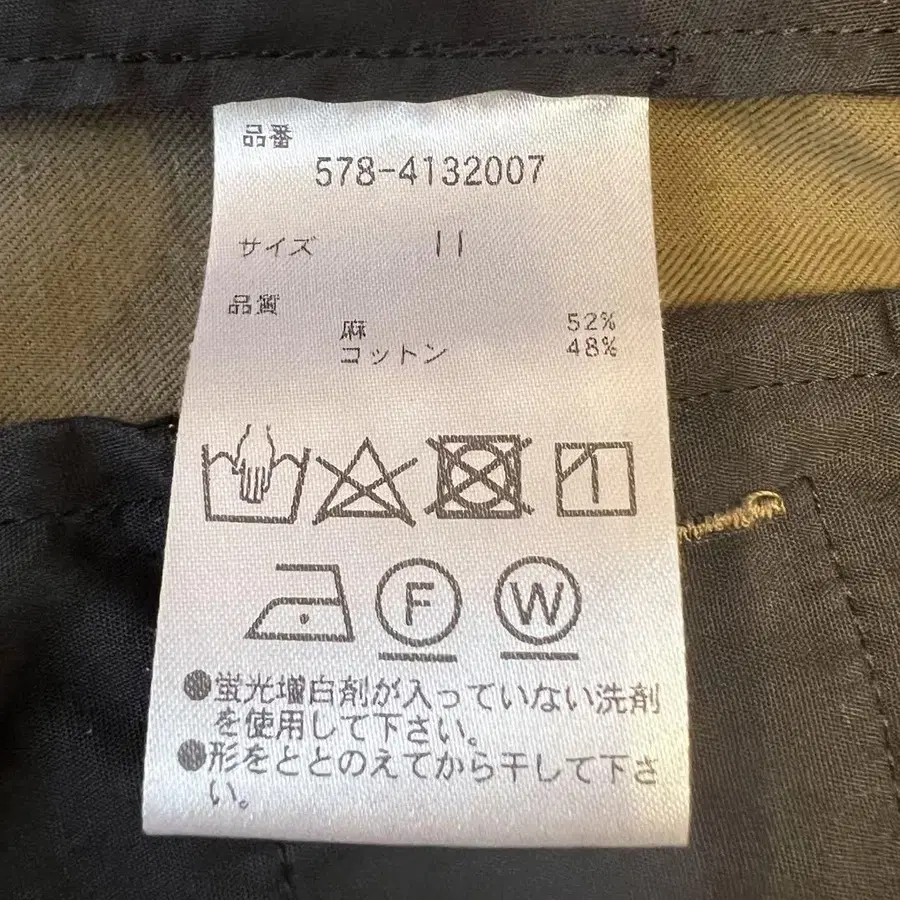 品番
578-4132007
サイズ 11
品質
麻 52%
コットン 48%
F W
●蛍光増白剤が入っていない洗剤
を使用して下さい。
●形をととのえてから干して下さ
い。